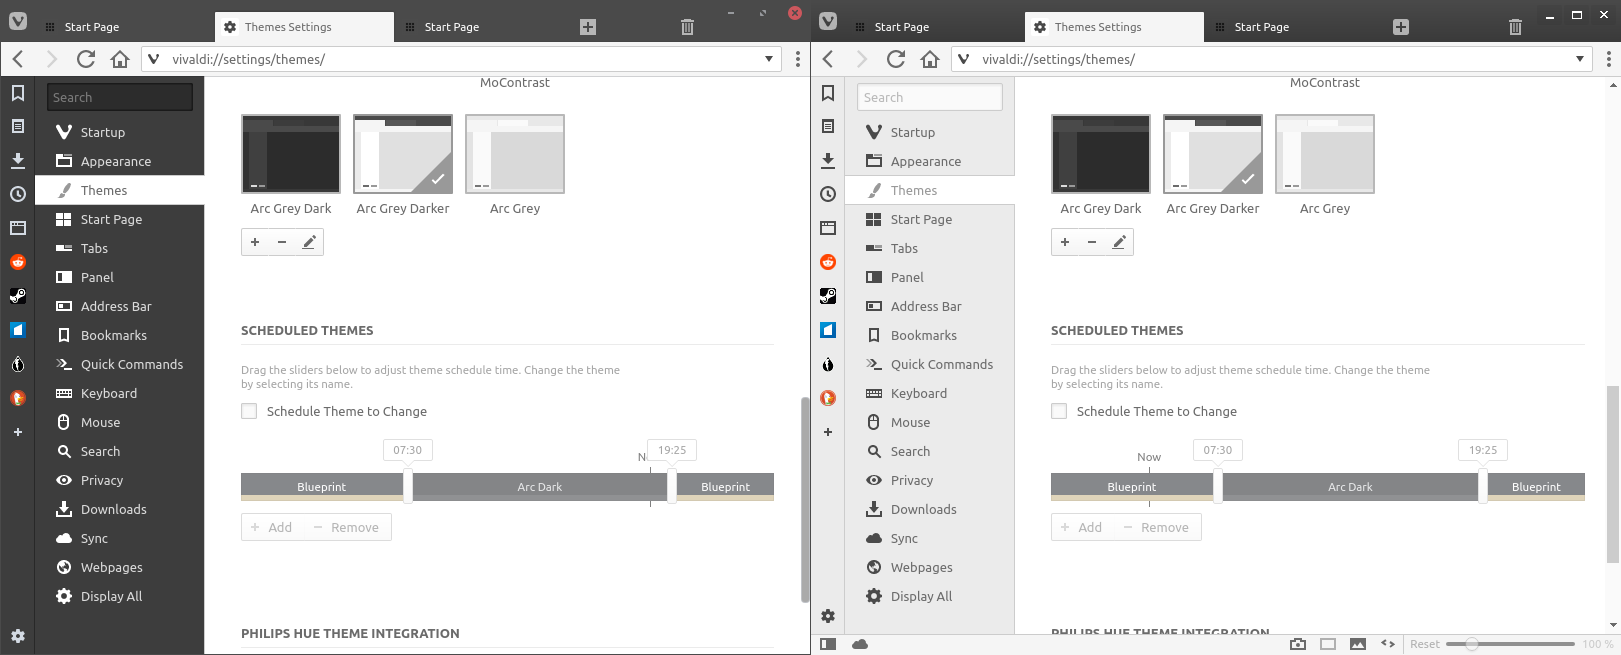 Start Page
Themes Settings
Start Page
vivaldi://settings/themes/
Search
Startup
Appearance
Themes
Start Page
Tabs
Panel
Address Bar
Bookmarks
Quick Commands
Keyboard
Mouse
Search
Privacy
Downloads
Sync
Webpages
Display All
MoContrast
Arc Grey Dark
Arc Grey Darker
Arc Grey
SCHEDULED THEMES
Drag the sliders below to adjust theme schedule time. Change the theme
by selecting its name.
Schedule Theme to Change
07:30
19:25
Blueprint
Arc Dark
Blueprint
+ Add
− Remove
PHILIPS HUE THEME INTEGRATION
Start Page
Themes Settings
Start Page
vivaldi://settings/themes/
Search
Startup
Appearance
Themes
Start Page
Tabs
Panel
Address Bar
Bookmarks
Quick Commands
Keyboard
Mouse
Search
Privacy
Downloads
Sync
Webpages
Display All
MoContrast
Arc Grey Dark
Arc Grey Darker
Arc Grey
SCHEDULED THEMES
Drag the sliders below to adjust theme schedule time. Change the theme
by selecting its name.
Schedule Theme to Change
Now
07:30
19:25
Blueprint
Arc Dark
Blueprint
+ Add
− Remove
PHILIPS HUE THEME INTEGRATION
Reset
100 %